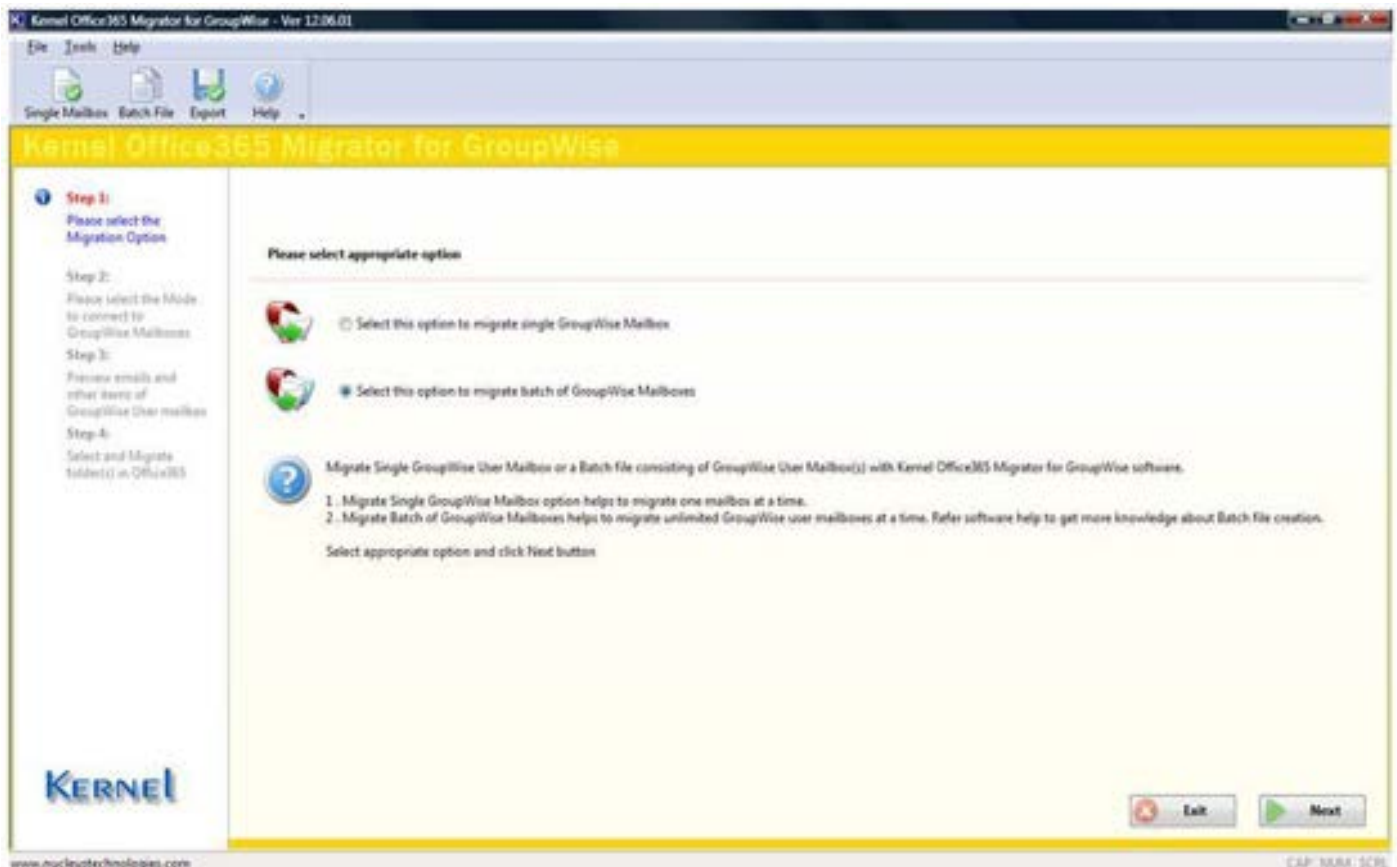 Kernel Office365 Migrator for GroupWise - Ver 12.06.01
File Tools Help
Single Mailbox Batch File Export Help
Kernel Office365 Migrator for GroupWise
Step 1:
Please select the
Migration Option
Step 2:
Please select the Mode
to connect to
GroupWise Mailboxes
Step 3:
Preview emails and
other items of
GroupWise User mailbox
Step 4:
Select and Migrate
folder(s) in Office365
Please select appropriate option
Select this option to migrate single GroupWise Mailbox
Select this option to migrate batch of GroupWise Mailboxes
Migrate Single GroupWise User Mailbox or a Batch file consisting of GroupWise User Mailbox(s) with Kernel Office365 Migrator for GroupWise software.
1 . Migrate Single GroupWise Mailbox option helps to migrate one mailbox at a time.
2 . Migrate Batch of GroupWise Mailboxes helps to migrate unlimited GroupWise user mailboxes at a time. Refer software help to get more knowledge about Batch file creation.
Select appropriate option and click Next button
KERNEL
Exit Next
www.nucleustechnologies.com
CAP NUM SCRL